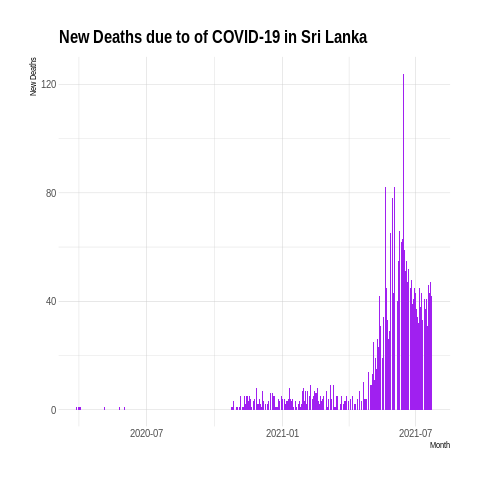 New Deaths due to of COVID-19 in Sri Lanka
New Deaths
120
80
40
0
2020-07 2021-01 2021-07
Month